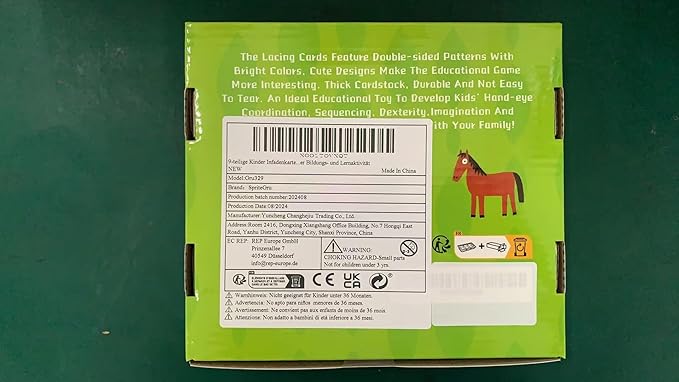 The Lacing Cards Feature Double-sided Patterns With
Bright Colors, Cute Designs Make The Educational Game
More Interesting. Thick Cardstock, Durable And Not Easy
To Tear. An Ideal Educational Toy To Develop Kids' Hand-eye
Coordination, Sequencing, Dexterity,Imagination And
With Your Family!
9-teilige Kinder Infadenkarte...er Bildungs- und Lernaktivität
NEW
Made In China
Model:Gru329
Brand: SpriteGru
Production batch number:202408
Production Date:08/2024
Manufacturer:Yuncheng Changhejiu Trading Co., Ltd.
Address:Room 2416, Dongxing Xiangshang Office Building, No:7 Hongqi East
Road, Yanhu District, Yuncheng City, Shanxi Province, China
EC REP: REP Europe GmbH
Prinzenallee 7
40549 Düsseldorf
info@rep-europe.de
WARNING:
CHOKING HAZARD-Small parts
Not for children under 3 yrs.
FR
+
CE
UK
CA
Warnhinweis: Nicht geeignet für Kinder unter 36 Monaten.
Advertencia: No apto para niños menores de 36 meses.
Avertissement: Ne convient pas aux enfants de moins de 36 mois.
Attenzione: Non adatto a bambini di età inferiore a 36 mesi.